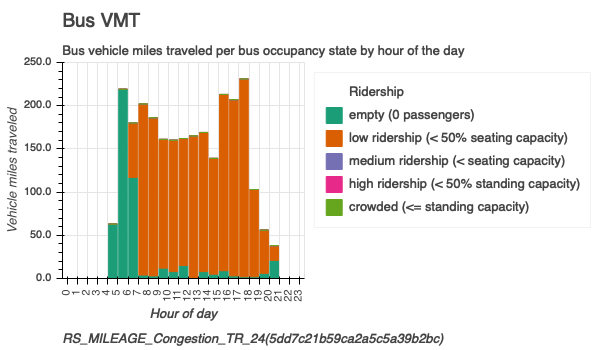 Bus VMT
Bus vehicle miles traveled per bus occupancy state by hour of the day
250.0
200.0
150.0
100.0
50.0
0.0
Vehicle miles traveled
0 1 2 3 4 5 6 7 8 9 10 11 12 13 14 15 16 17 18 19 20 21 22 23
Hour of day
Ridership
empty (0 passengers)
low ridership (< 50% seating capacity)
medium ridership (< seating capacity)
high ridership (< 50% standing capacity)
crowded (<= standing capacity)
RS_MILEAGE_Congestion_TR_24(5dd7c21b59ca2a5c5a39b2bc)